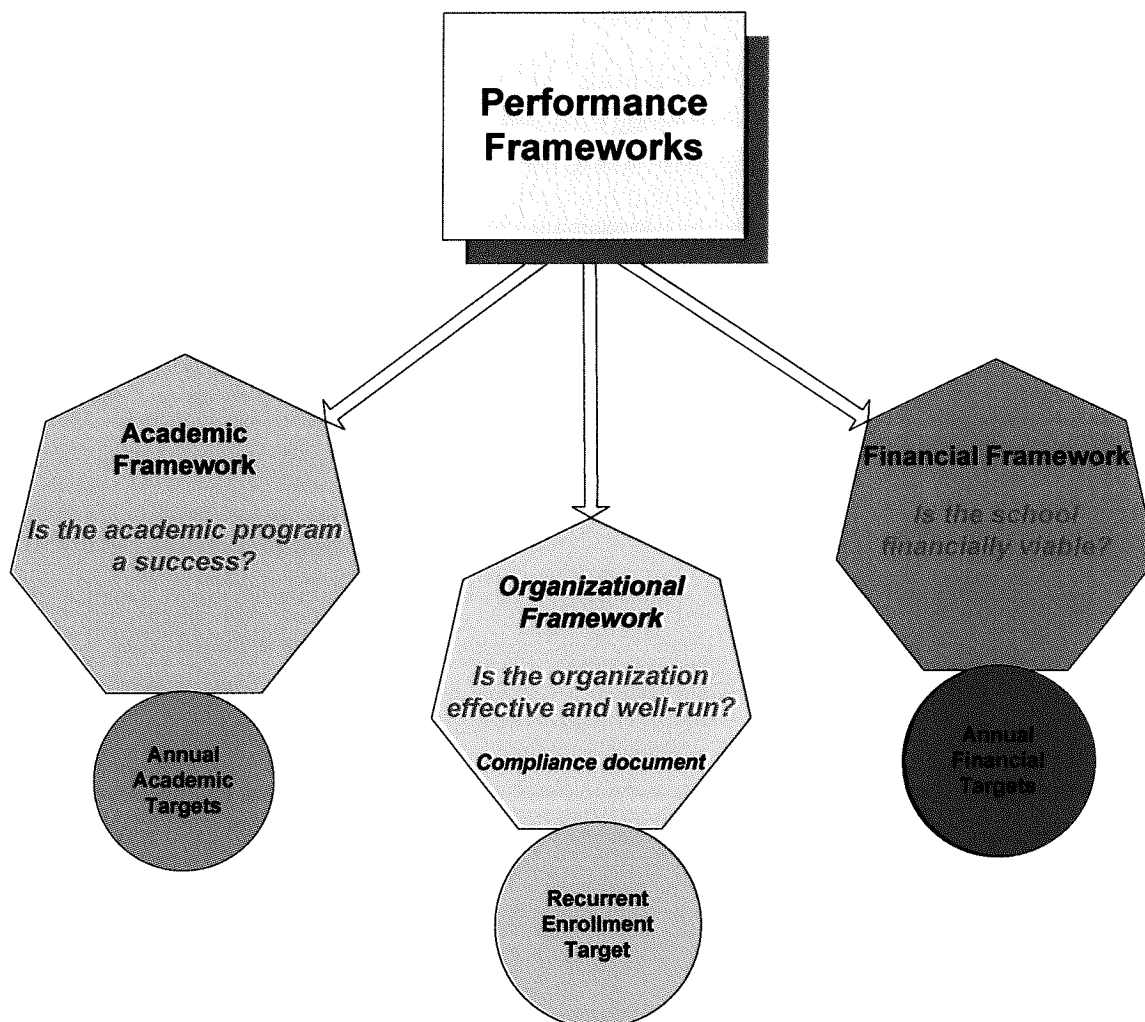 Performance
Frameworks
Academic
Framework
Is the academic program
a success?
Annual
Academic
Targets
Organizational
Framework
Is the organization
effective and well-run?
Compliance document
Recurrent
Enrollment
Target
Financial Framework
Is the school
financially viable?
Annual
Financial
Targets